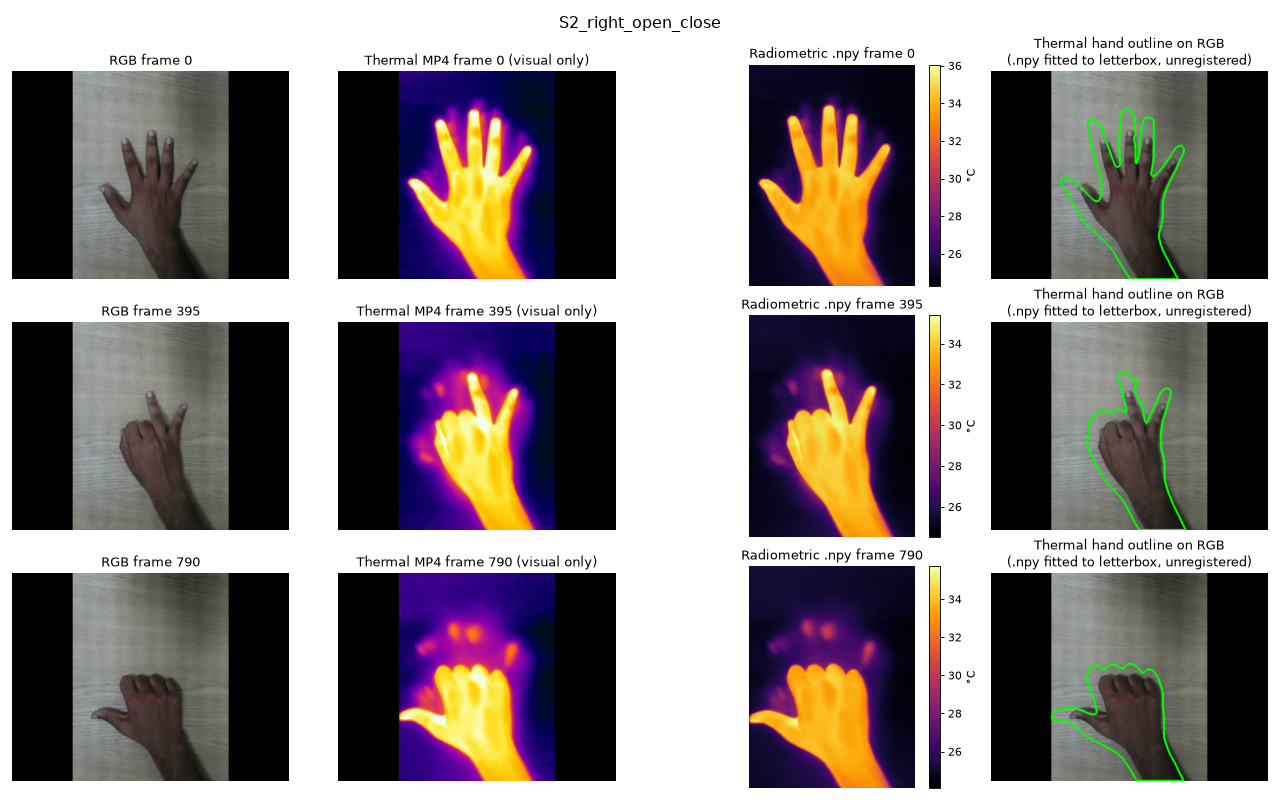 S2_right_open_close
RGB frame 0
Thermal MP4 frame 0 (visual only)
Radiometric .npy frame 0
Thermal hand outline on RGB
(.npy fitted to letterbox, unregistered)
36
34
32
30
28
26
°C
RGB frame 395
Thermal MP4 frame 395 (visual only)
Radiometric .npy frame 395
Thermal hand outline on RGB
(.npy fitted to letterbox, unregistered)
34
32
30
28
26
°C
RGB frame 790
Thermal MP4 frame 790 (visual only)
Radiometric .npy frame 790
Thermal hand outline on RGB
(.npy fitted to letterbox, unregistered)
34
32
30
28
26
°C